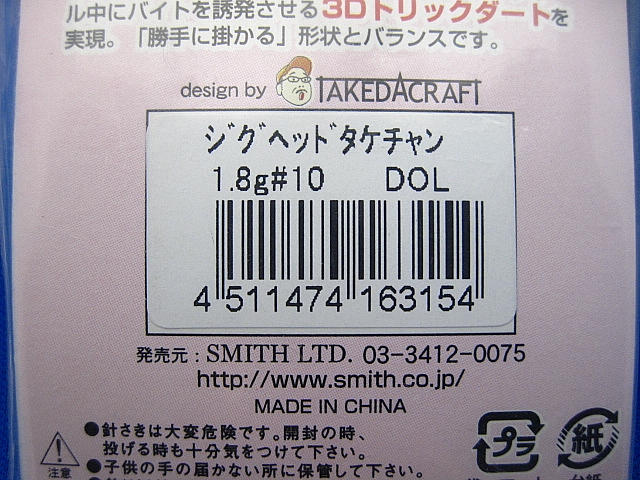 ル中にバイトを誘発させる3Dトリックダートを
実現。「勝手に掛かる」形状とバランスです。
design by TAKEDACRAFT
ジグヘッドタケチャン
1.8g#10 DOL
4 511474 163154
発売元：SMITH LTD. 03-3412-0075
http://www.smith.co.jp/
MADE IN CHINA
●針さきは大変危険です。開封の時、
投げる時も十分気をつけて下さい。
●子供の手の届かない所に保管して下さい。
注意
プラ
紙
台紙